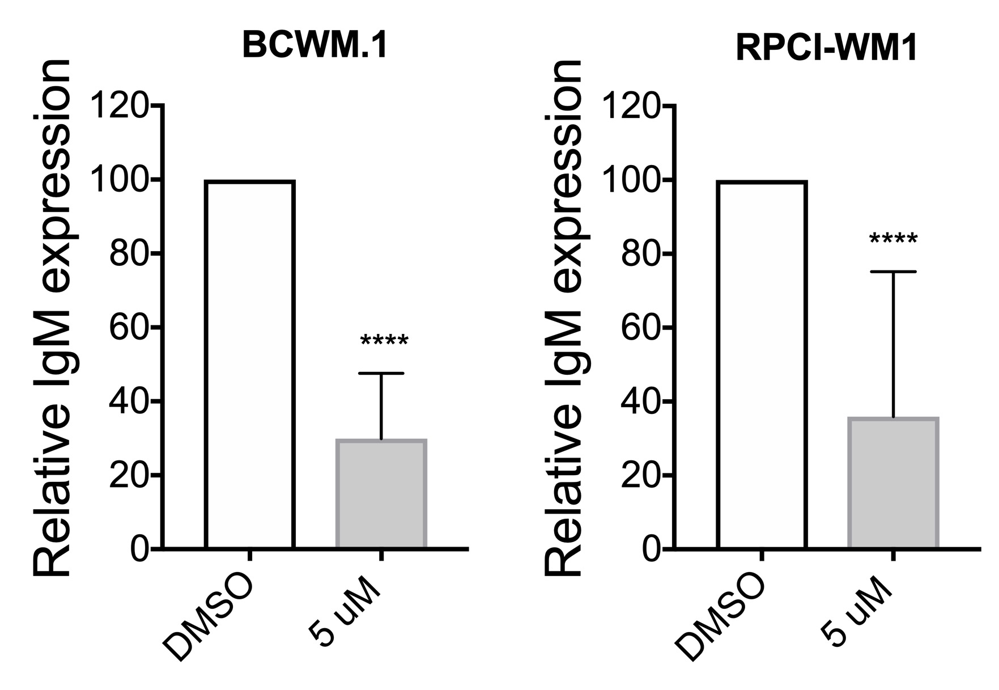 BCWM.1
Relative IgM expression
120
100
80
60
40
20
0
****
DMSO
5 uM
RPCI-WM1
Relative IgM expression
120
100
80
60
40
20
0
****
DMSO
5 uM